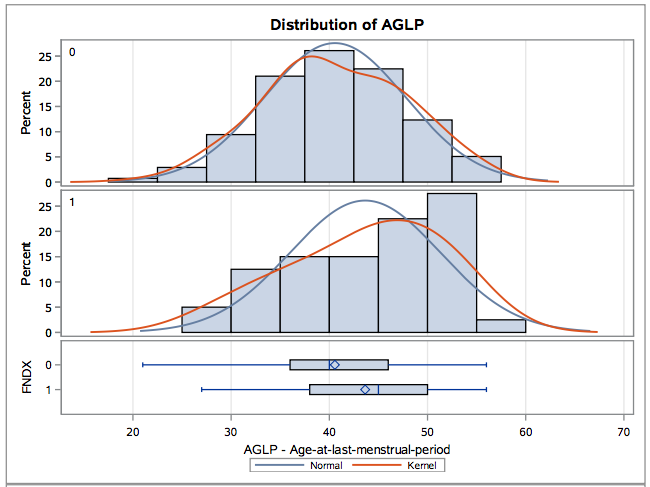 Distribution of AGLP
0
25
20
15
10
5
0
Percent
1
25
20
15
10
5
0
Percent
0
1
FNDX
20 30 40 50 60 70
AGLP - Age-at-last-menstrual-period
Normal Kernel